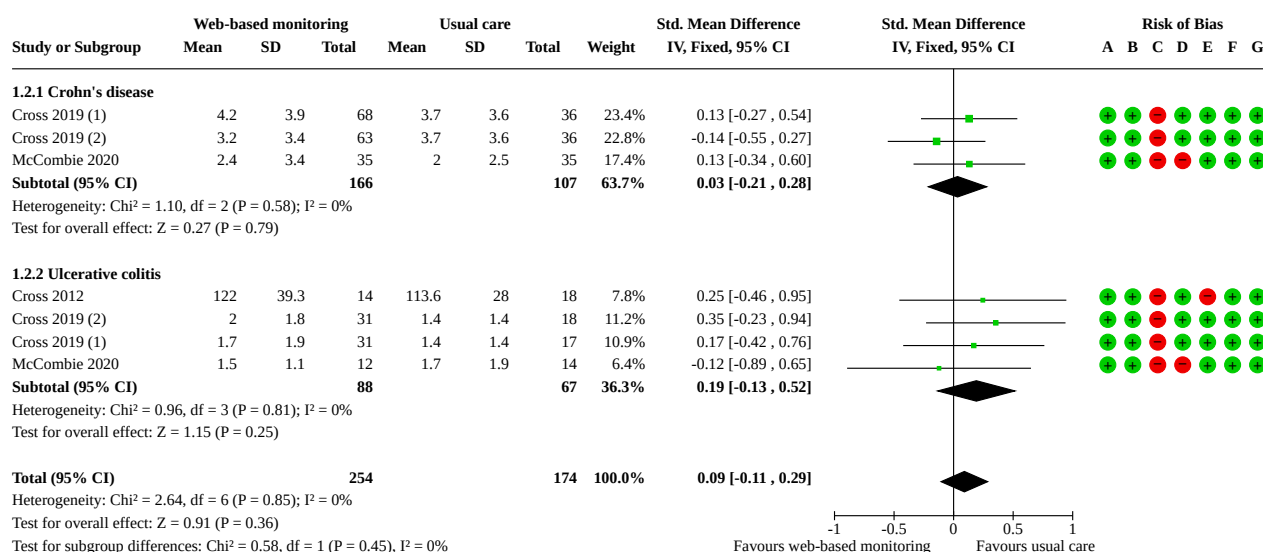 Web-based monitoring Usual care Std. Mean Difference Std. Mean Difference Risk of Bias
Study or Subgroup Mean SD Total Mean SD Total Weight IV, Fixed, 95% CI IV, Fixed, 95% CI A B C D E F G
1.2.1 Crohn's disease
Cross 2019 (1) 4.2 3.9 68 3.7 3.6 36 23.4% 0.13 [-0.27 , 0.54] + + − + + + +
Cross 2019 (2) 3.2 3.4 63 3.7 3.6 36 22.8% -0.14 [-0.55 , 0.27] + + − + + + +
McCombie 2020 2.4 3.4 35 2 2.5 35 17.4% 0.13 [-0.34 , 0.60] + + − − + + +
Subtotal (95% CI) 166 107 63.7% 0.03 [-0.21 , 0.28]
Heterogeneity: Chi² = 1.10, df = 2 (P = 0.58); I² = 0%
Test for overall effect: Z = 0.27 (P = 0.79)
1.2.2 Ulcerative colitis
Cross 2012 122 39.3 14 113.6 28 18 7.8% 0.25 [-0.46 , 0.95] + + − + − + +
Cross 2019 (2) 2 1.8 31 1.4 1.4 18 11.2% 0.35 [-0.23 , 0.94] + + − + + + +
Cross 2019 (1) 1.7 1.9 31 1.4 1.4 17 10.9% 0.17 [-0.42 , 0.76] + + − + + + +
McCombie 2020 1.5 1.1 12 1.7 1.9 14 6.4% -0.12 [-0.89 , 0.65] + + − − + + +
Subtotal (95% CI) 88 67 36.3% 0.19 [-0.13 , 0.52]
Heterogeneity: Chi² = 0.96, df = 3 (P = 0.81); I² = 0%
Test for overall effect: Z = 1.15 (P = 0.25)
Total (95% CI) 254 174 100.0% 0.09 [-0.11 , 0.29]
Heterogeneity: Chi² = 2.64, df = 6 (P = 0.85); I² = 0%
Test for overall effect: Z = 0.91 (P = 0.36)
-1 -0.5 0 0.5 1
Test for subgroup differences: Chi² = 0.58, df = 1 (P = 0.45), I² = 0% Favours web-based monitoring Favours usual care